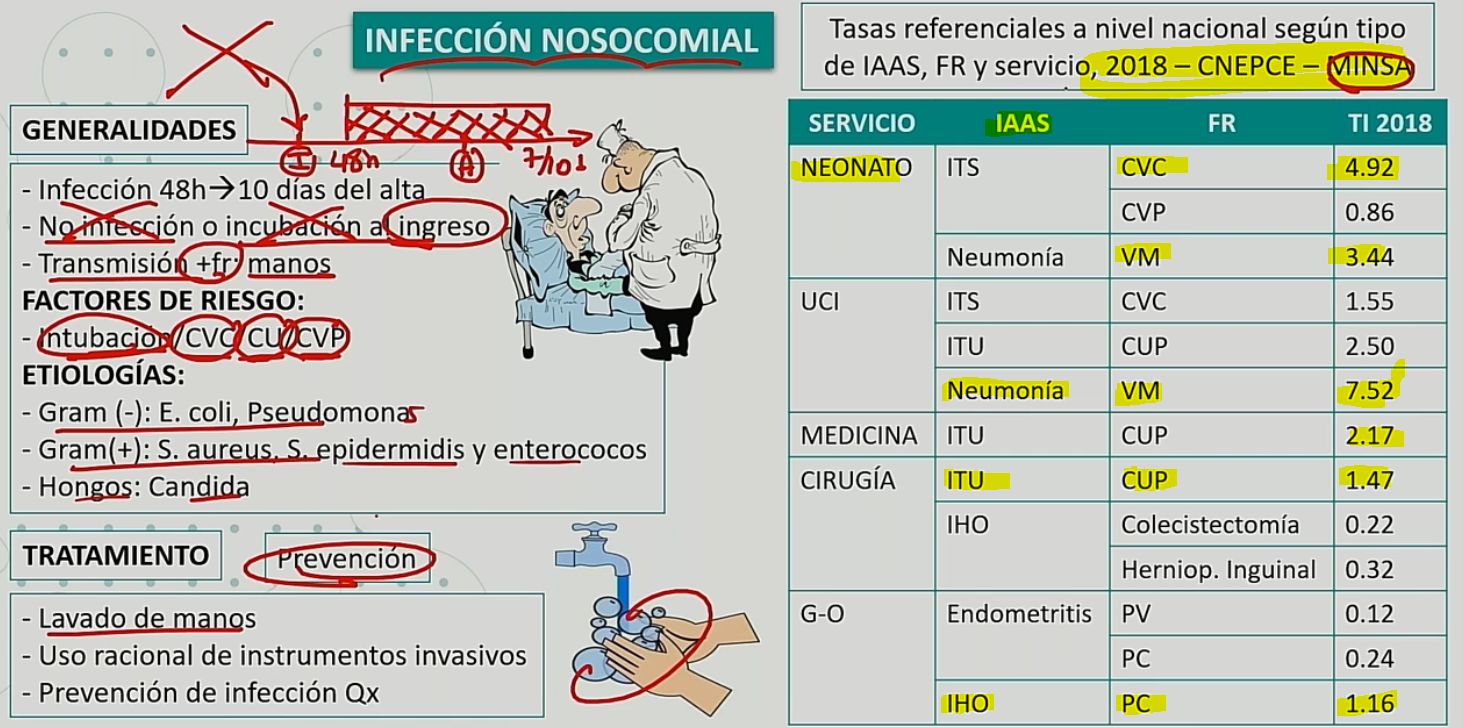 INFECCIÓN NOSOCOMIAL
GENERALIDADES
I 48h A 7/10d
- Infección 48h→10 días del alta
- No infección o incubación al ingreso
- Transmisión +fr: manos
FACTORES DE RIESGO:
- Intubación/CVC/CU/CVP
ETIOLOGÍAS:
- Gram (-): E. coli, Pseudomonas
- Gram(+): S. aureus, S. epidermidis y enterococos
- Hongos: Candida
TRATAMIENTO
Prevención
- Lavado de manos
- Uso racional de instrumentos invasivos
- Prevención de infección Qx
Tasas referenciales a nivel nacional según tipo
de IAAS, FR y servicio, 2018 – CNEPCE – MINSA
SERVICIO IAAS FR TI 2018
NEONATO ITS CVC 4.92
CVP 0.86
Neumonía VM 3.44
UCI ITS CVC 1.55
ITU CUP 2.50
Neumonía VM 7.52
MEDICINA ITU CUP 2.17
CIRUGÍA ITU CUP 1.47
IHO Colecistectomía 0.22
Herniop. Inguinal 0.32
G-O Endometritis PV 0.12
PC 0.24
IHO PC 1.16